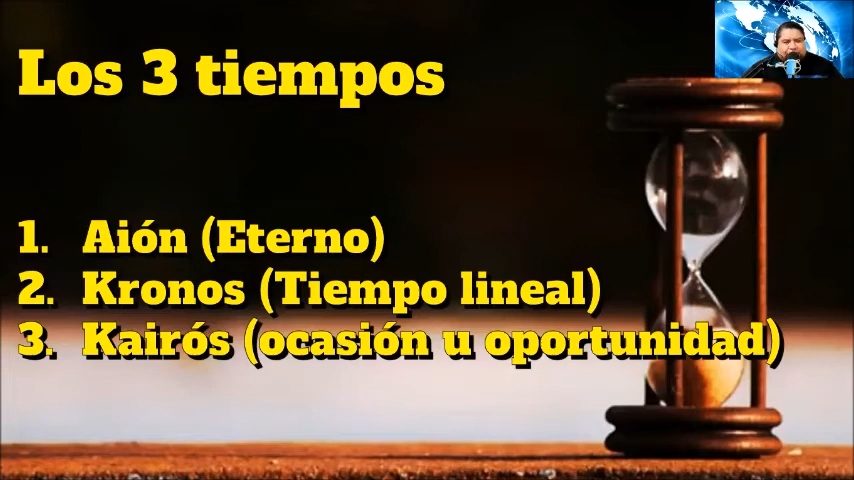 Los 3 tiempos
1. Aión (Eterno)
2. Kronos (Tiempo lineal)
3. Kairós (ocasión u oportunidad)